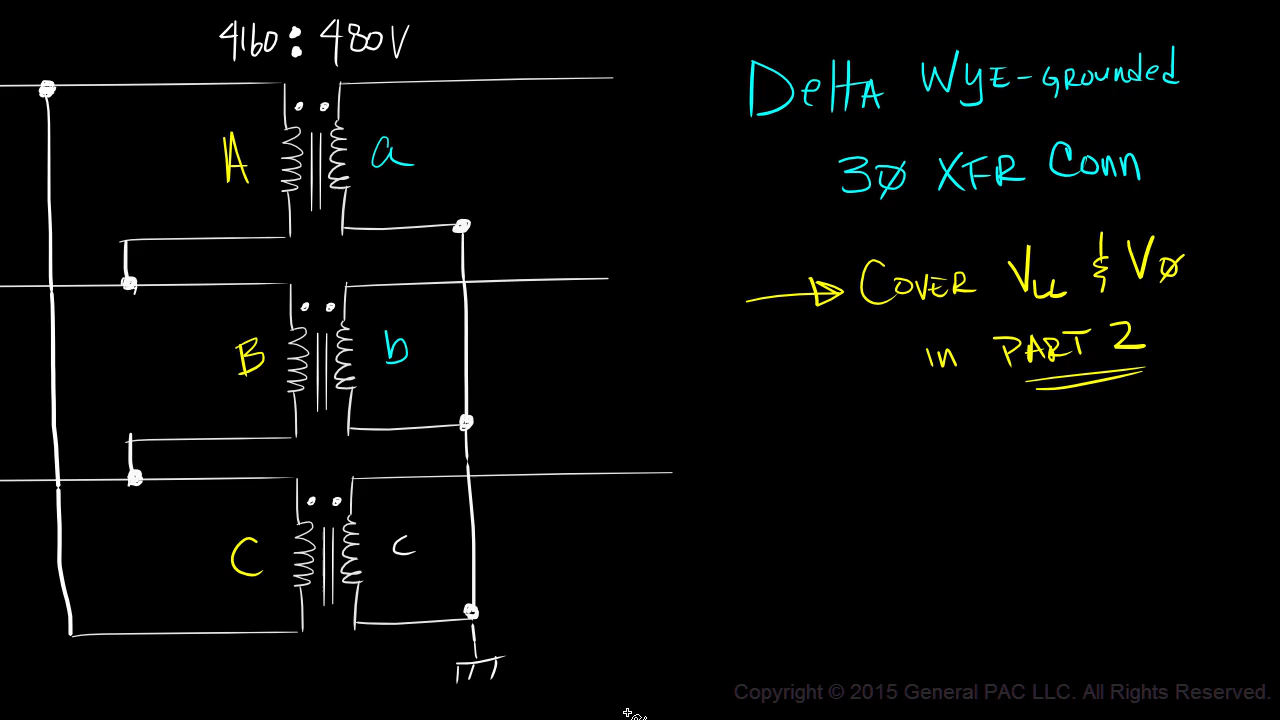 4160 : 480V
Delta Wye-grounded
3Ø XFR Conn
→ Cover VLL & VØ
in PART 2
A a
B b
C c
Copyright © 2015 General PAC LLC. All Rights Reserved.